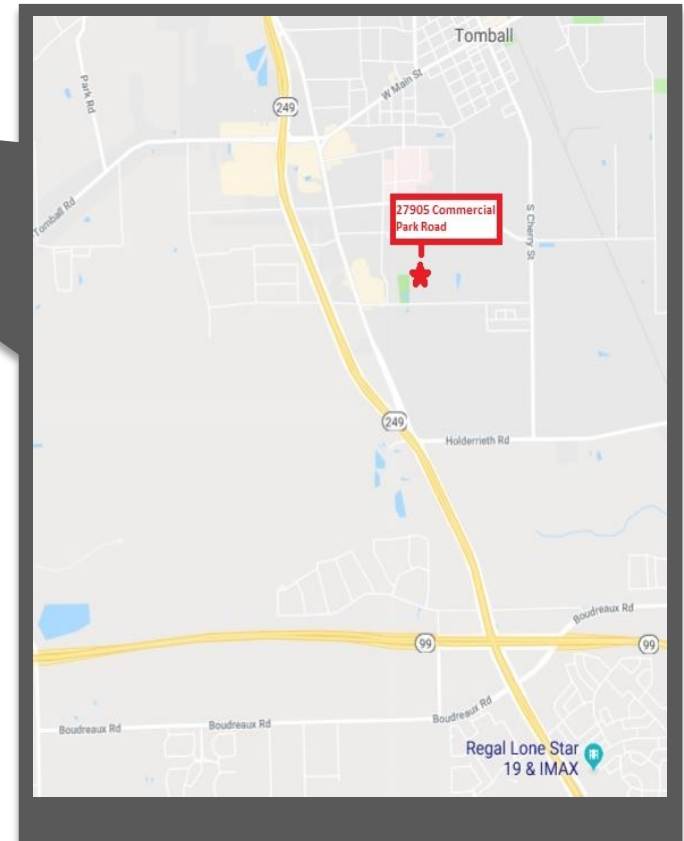 Tomball
Park Rd
W Main St
249
Tomball Rd
27905 Commercial
Park Road
S Cherry St
249
Holderrieth Rd
Boudreaux Rd
99
99
Boudreaux Rd
Boudreaux Rd
Boudreaux Rd
Regal Lone Star
19 & IMAX